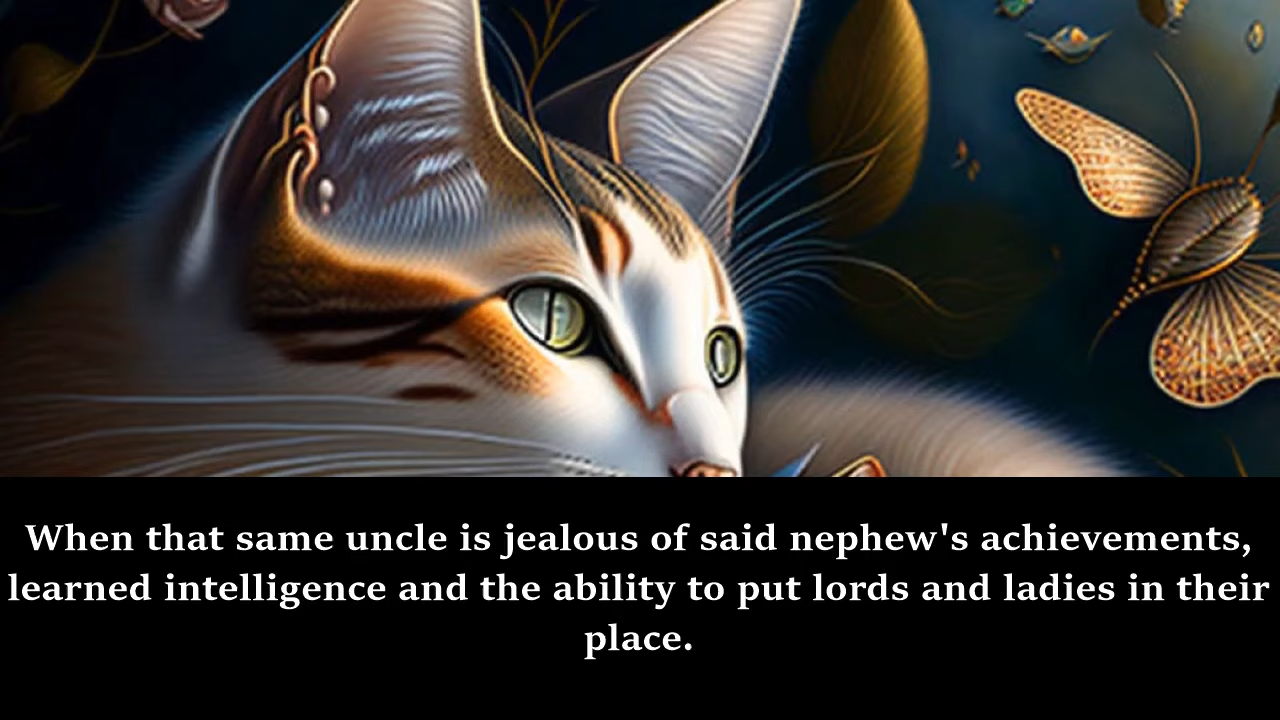 When that same uncle is jealous of said nephew's achievements,
learned intelligence and the ability to put lords and ladies in their
place.